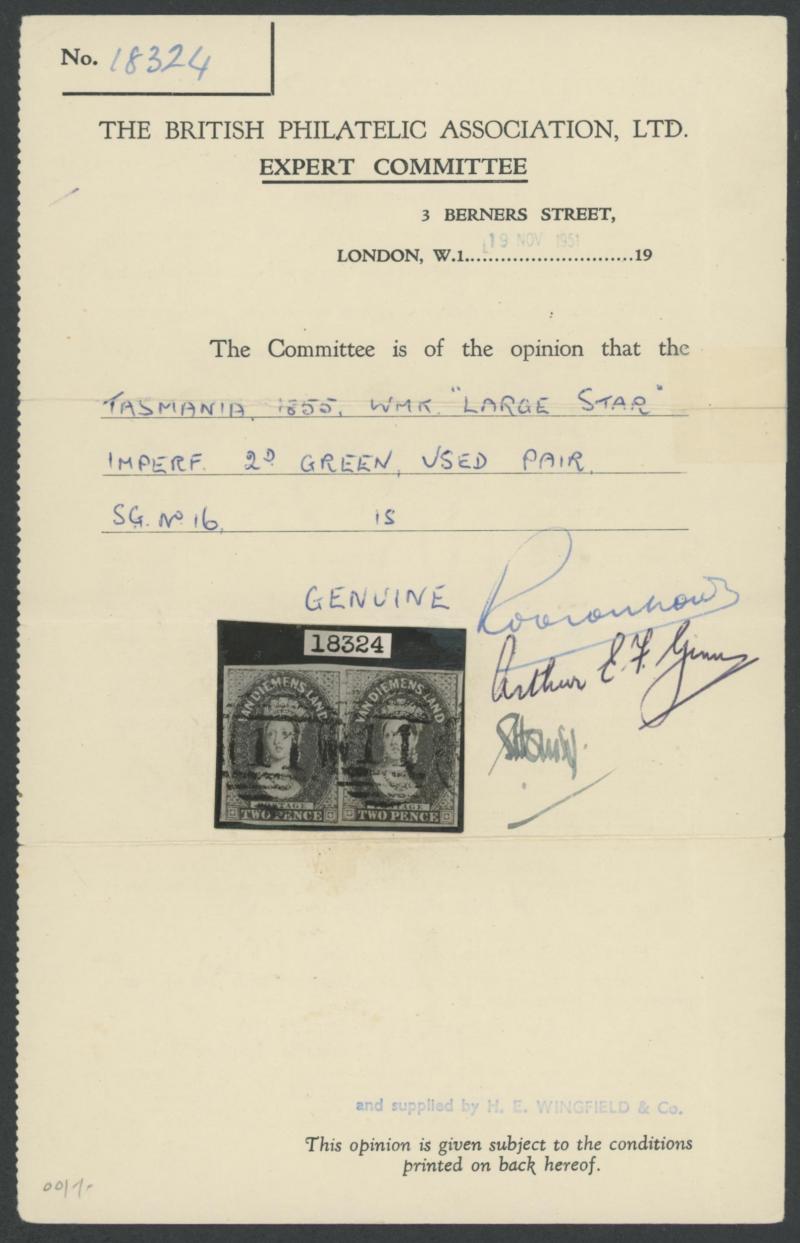 No. 18324
THE BRITISH PHILATELIC ASSOCIATION, LTD.
EXPERT COMMITTEE
3 BERNERS STREET,
19 NOV 1951
LONDON, W.1...........................19
The Committee is of the opinion that the
TASMANIA. 1855. WMK. "LARGE STAR"
IMPERF. 2D GREEN, USED PAIR.
SG. No 16. IS
GENUINE
18324
Arthur E. F. Ginn
VAN DIEMENS LAND VAN DIEMENS LAND
POSTAGE POSTAGE
TWO PENCE TWO PENCE
and supplied by H. E. WINGFIELD & Co.
This opinion is given subject to the conditions
printed on back hereof.